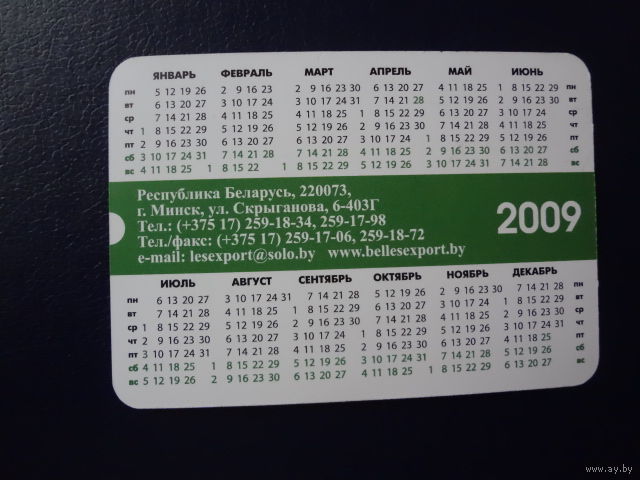 ЯНВАРЬ ФЕВРАЛЬ МАРТ АПРЕЛЬ МАЙ ИЮНЬ
пн 5 12 19 26 2 9 16 23 2 9 16 23 30 6 13 20 27 4 11 18 25 1 8 15 22 29 пн
вт 6 13 20 27 3 10 17 24 3 10 17 24 31 7 14 21 28 5 12 19 26 2 9 16 23 30 вт
ср 7 14 21 28 4 11 18 25 4 11 18 25 1 8 15 22 29 6 13 20 27 3 10 17 24 ср
чт 1 8 15 22 29 5 12 19 26 5 12 19 26 2 9 16 23 30 7 14 21 28 4 11 18 25 чт
пт 2 9 16 23 30 6 13 20 27 6 13 20 27 3 10 17 24 1 8 15 22 29 5 12 19 26 пт
сб 3 10 17 24 31 7 14 21 28 7 14 21 28 4 11 18 25 2 9 16 23 30 6 13 20 27 сб
вс 4 11 18 25 1 8 15 22 1 8 15 22 29 5 12 19 26 3 10 17 24 31 7 14 21 28 вс
Республика Беларусь, 220073,
г. Минск, ул. Скрыганова, 6-403Г
Тел.: (+375 17) 259-18-34, 259-17-98
Тел./факс: (+375 17) 259-17-06, 259-18-72
e-mail: lesexport@solo.by www.bellesexport.by
2009
ИЮЛЬ АВГУСТ СЕНТЯБРЬ ОКТЯБРЬ НОЯБРЬ ДЕКАБРЬ
пн 6 13 20 27 3 10 17 24 31 7 14 21 28 5 12 19 26 2 9 16 23 30 7 14 21 28 пн
вт 7 14 21 28 4 11 18 25 1 8 15 22 29 6 13 20 27 3 10 17 24 1 8 15 22 29 вт
ср 1 8 15 22 29 5 12 19 26 2 9 16 23 30 7 14 21 28 4 11 18 25 2 9 16 23 30 ср
чт 2 9 16 23 30 6 13 20 27 3 10 17 24 1 8 15 22 29 5 12 19 26 3 10 17 24 31 чт
пт 3 10 17 24 31 7 14 21 28 4 11 18 25 2 9 16 23 30 6 13 20 27 4 11 18 25 пт
сб 4 11 18 25 1 8 15 22 29 5 12 19 26 3 10 17 24 31 7 14 21 28 5 12 19 26 сб
вс 5 12 19 26 2 9 16 23 30 6 13 20 27 4 11 18 25 1 8 15 22 29 6 13 20 27 вс
www.ay.by